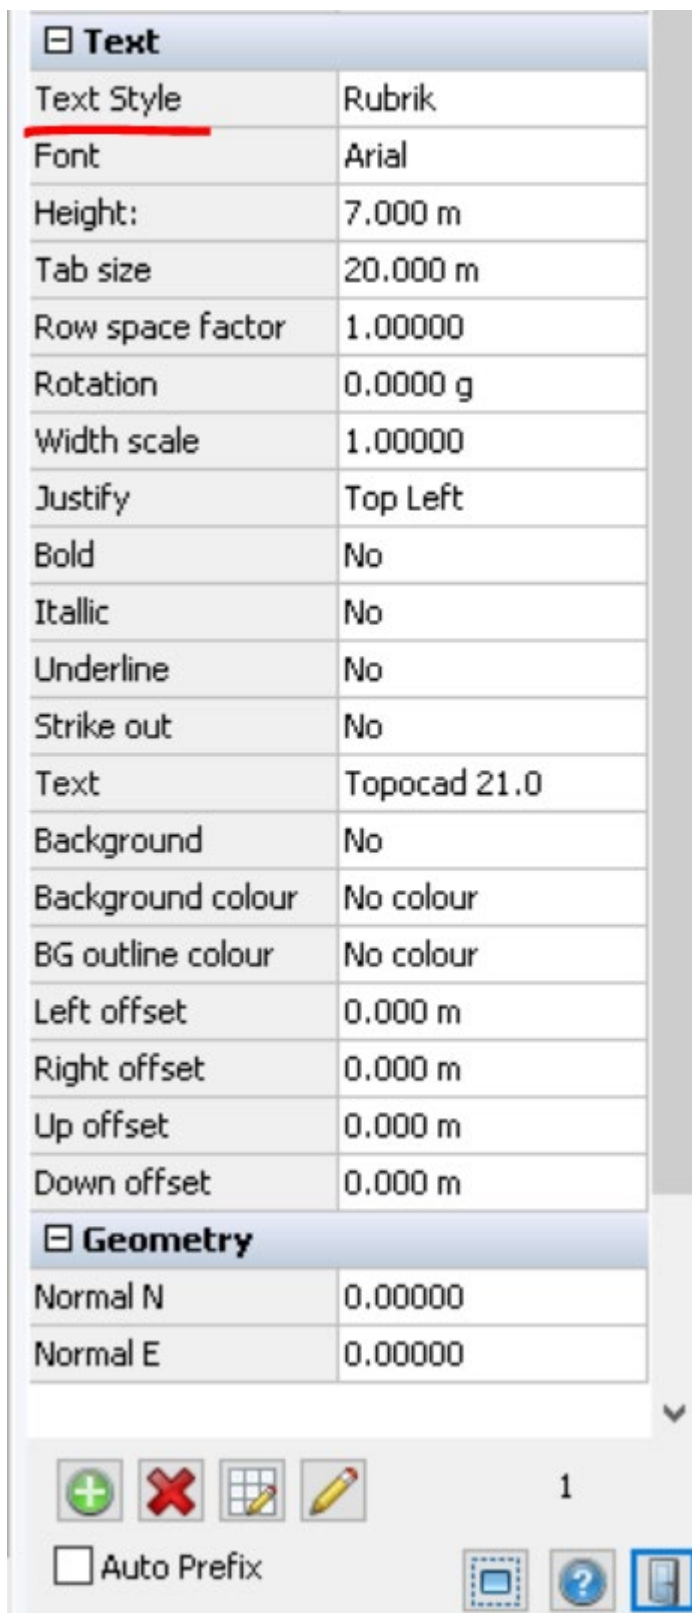 Text
Text Style Rubrik
Font Arial
Height: 7.000 m
Tab size 20.000 m
Row space factor 1.00000
Rotation 0.0000 g
Width scale 1.00000
Justify Top Left
Bold No
Itallic No
Underline No
Strike out No
Text Topocad 21.0
Background No
Background colour No colour
BG outline colour No colour
Left offset 0.000 m
Right offset 0.000 m
Up offset 0.000 m
Down offset 0.000 m
Geometry
Normal N 0.00000
Normal E 0.00000
1
Auto Prefix